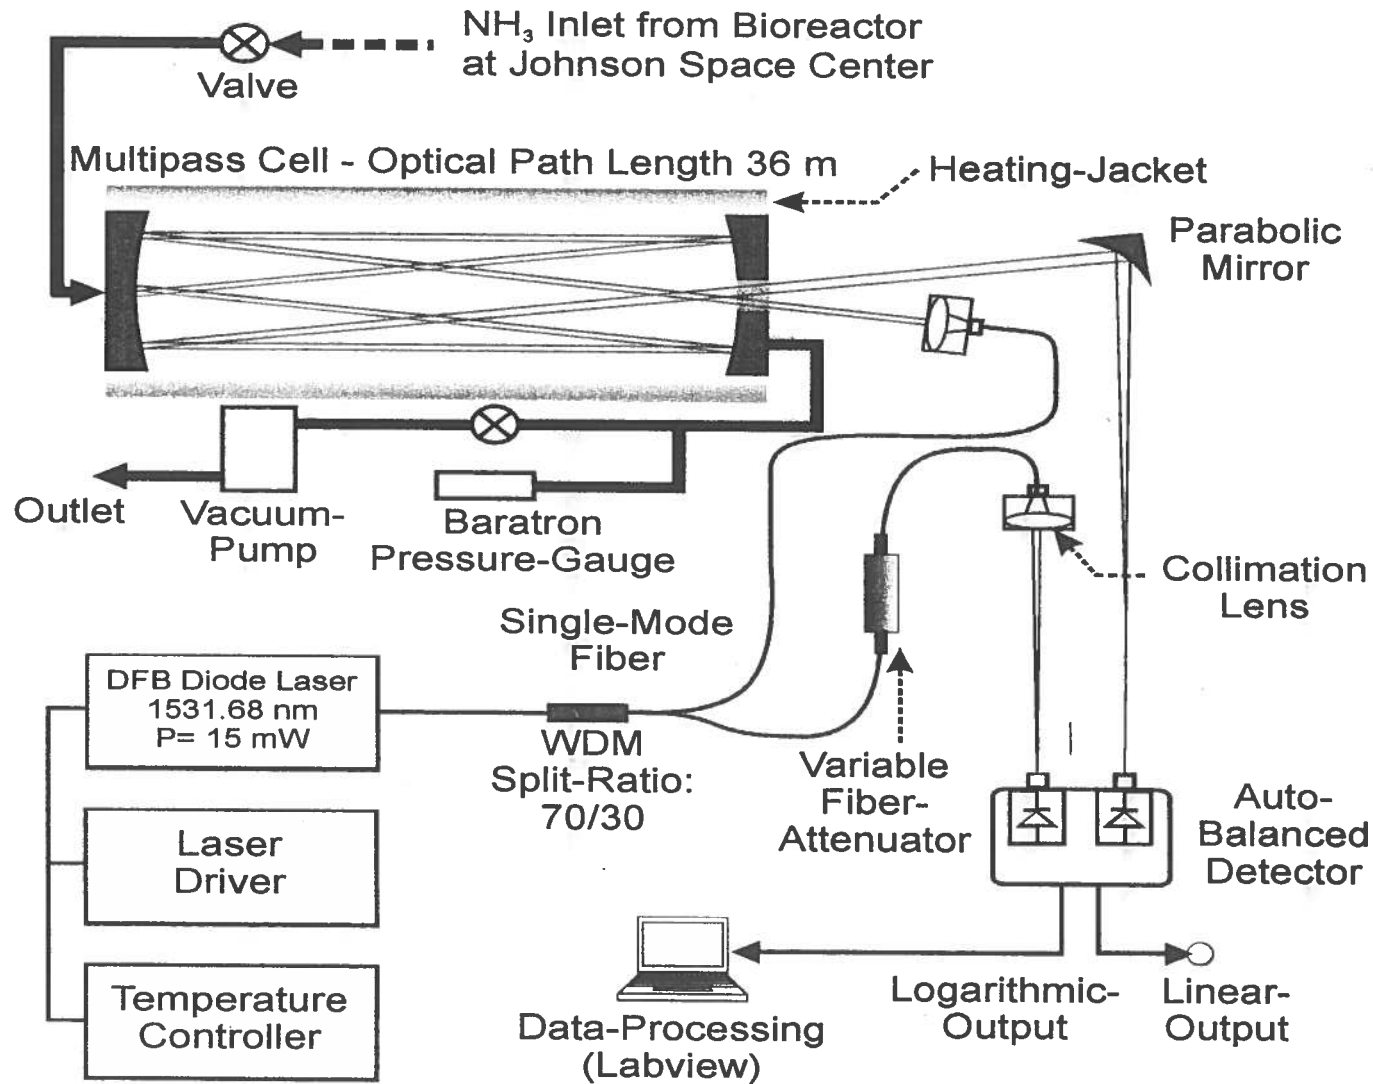 NH₃ Inlet from Bioreactor
at Johnson Space Center
Valve
Multipass Cell - Optical Path Length 36 m
Heating-Jacket
Parabolic
Mirror
Outlet
Vacuum-
Pump
Baratron
Pressure-Gauge
Collimation
Lens
Single-Mode
Fiber
DFB Diode Laser
1531.68 nm
P= 15 mW
WDM
Split-Ratio:
70/30
Variable
Fiber-
Attenuator
Auto-
Balanced
Detector
Laser
Driver
Temperature
Controller
Data-Processing
(Labview)
Logarithmic-
Output
Linear-
Output